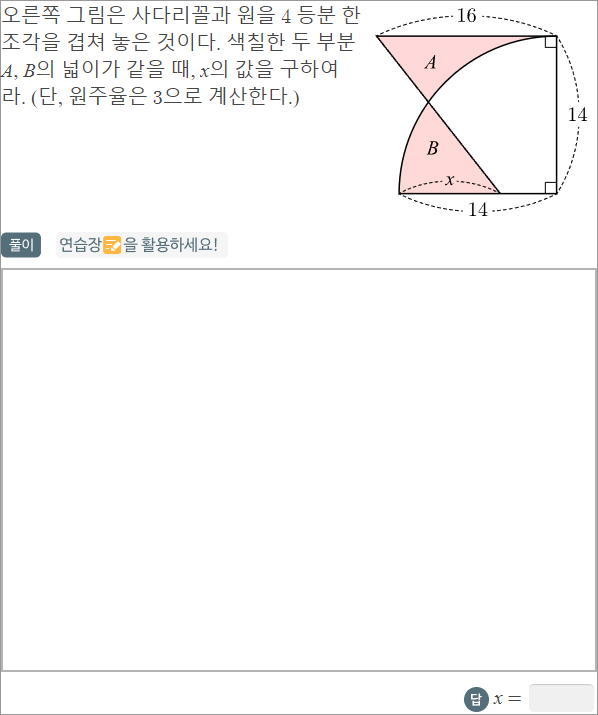 오른쪽 그림은 사다리꼴과 원을 4 등분 한
조각을 겹쳐 놓은 것이다. 색칠한 두 부분
A, B의 넓이가 같을 때, x의 값을 구하여
라. (단, 원주율은 3으로 계산한다.)
16
A
14
B
x
14
풀이 연습장을 활용하세요!
답 x =